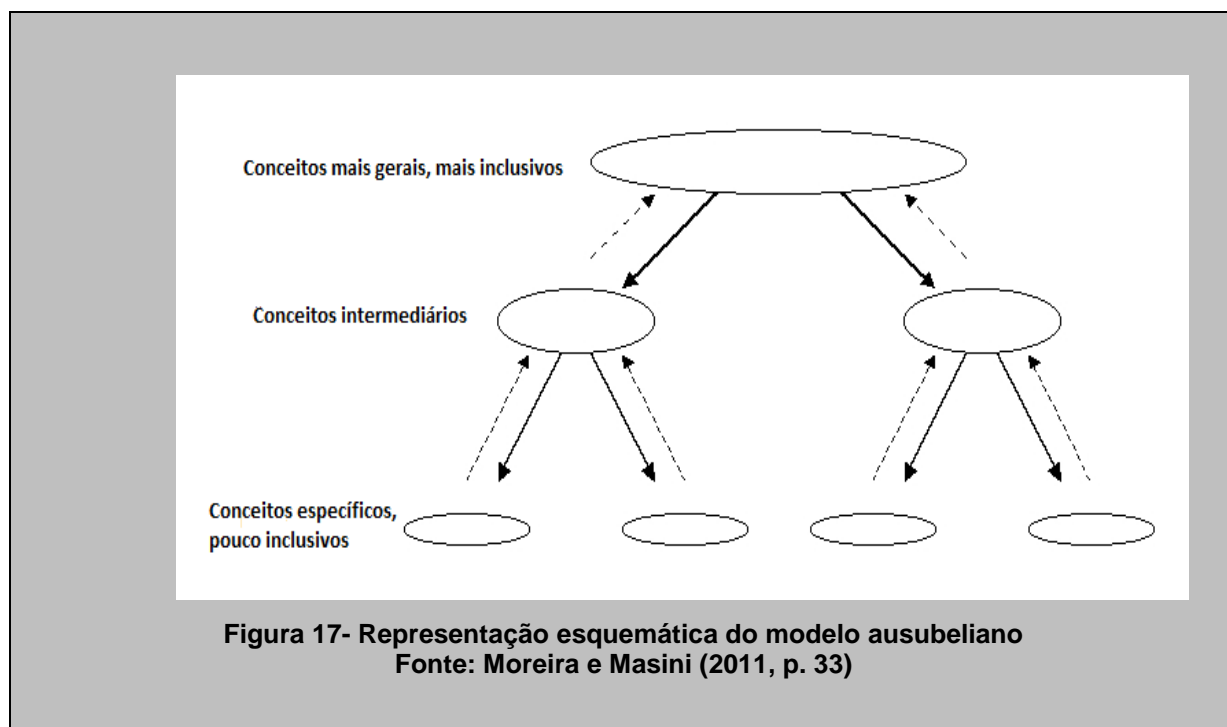 Conceitos mais gerais, mais inclusivos
Conceitos intermediários
Conceitos específicos,
pouco inclusivos
Figura 17- Representação esquemática do modelo ausubeliano
Fonte: Moreira e Masini (2011, p. 33)